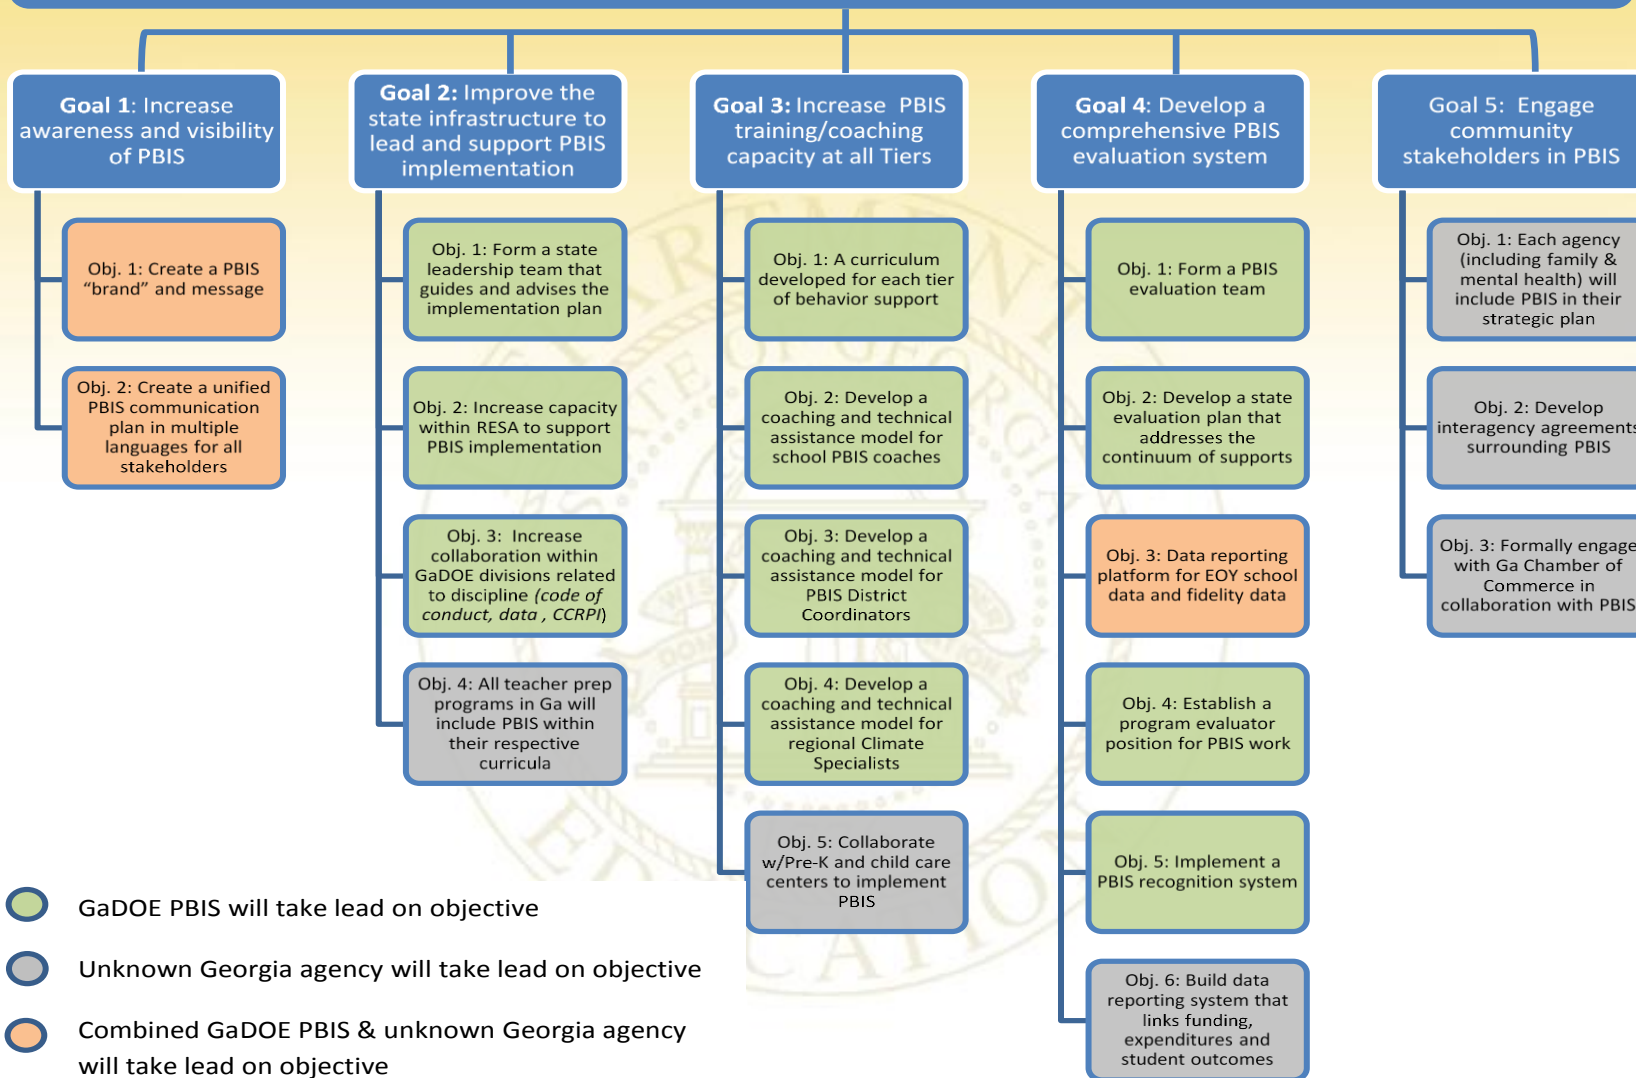 Goal 1: Increase
awareness and visibility
of PBIS
Obj. 1: Create a PBIS
“brand” and message
Obj. 2: Create a unified
PBIS communication
plan in multiple
languages for all
stakeholders
Goal 2: Improve the
state infrastructure to
lead and support PBIS
implementation
Obj. 1: Form a state
leadership team that
guides and advises the
implementation plan
Obj. 2: Increase capacity
within RESA to support
PBIS implementation
Obj. 3:  Increase
collaboration within
GaDOE divisions related
to discipline (code of
conduct, data , CCRPI)
Obj. 4: All teacher prep
programs in Ga will
include PBIS within
their respective
curricula
Goal 3: Increase  PBIS
training/coaching
capacity at all Tiers
Obj. 1: A curriculum
developed for each tier
of behavior support
Obj. 2: Develop a
coaching and technical
assistance model for
school PBIS coaches
Obj. 3: Develop a
coaching and technical
assistance model for
PBIS District
Coordinators
Obj. 4: Develop a
coaching and technical
assistance model for
regional Climate
Specialists
Obj. 5: Collaborate
w/Pre-K and child care
centers to implement
PBIS
Goal 4: Develop a
comprehensive PBIS
evaluation system
Obj. 1: Form a PBIS
evaluation team
Obj. 2: Develop a state
evaluation plan that
addresses the
continuum of supports
Obj. 3: Data reporting
platform for EOY school
data and fidelity data
Obj. 4: Establish a
program evaluator
position for PBIS work
Obj. 5: Implement a
PBIS recognition system
Obj. 6: Build data
reporting system that
links funding,
expenditures and
student outcomes
Goal 5:  Engage
community
stakeholders in PBIS
Obj. 1: Each agency
(including family &
mental health) will
include PBIS in their
strategic plan
Obj. 2: Develop
interagency agreements
surrounding PBIS
Obj. 3: Formally engage
with Ga Chamber of
Commerce in
collaboration with PBIS
GaDOE PBIS will take lead on objective
Unknown Georgia agency will take lead on objective
Combined GaDOE PBIS & unknown Georgia agency
will take lead on objective